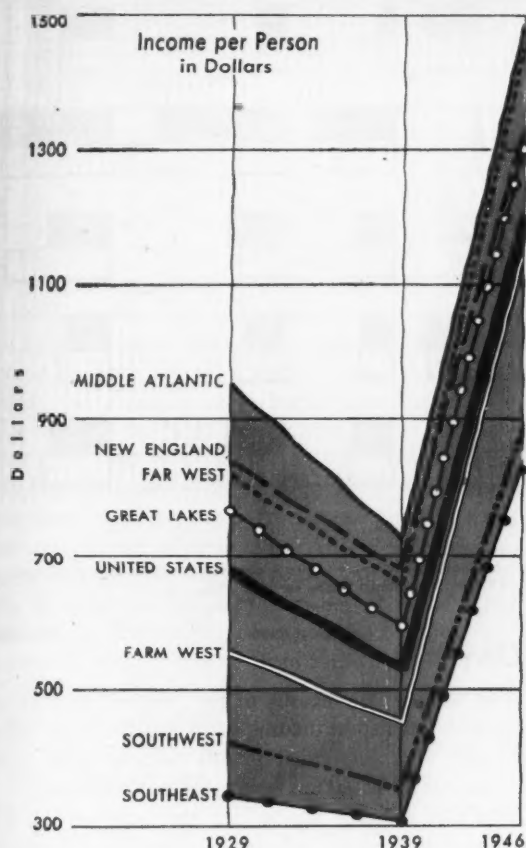 1500
Income per Person
in Dollars
1300
1100
Dollars
900
MIDDLE ATLANTIC
NEW ENGLAND
FAR WEST
GREAT LAKES
700
UNITED STATES
FARM WEST
500
SOUTHWEST
SOUTHEAST
300
1929 1939 1946